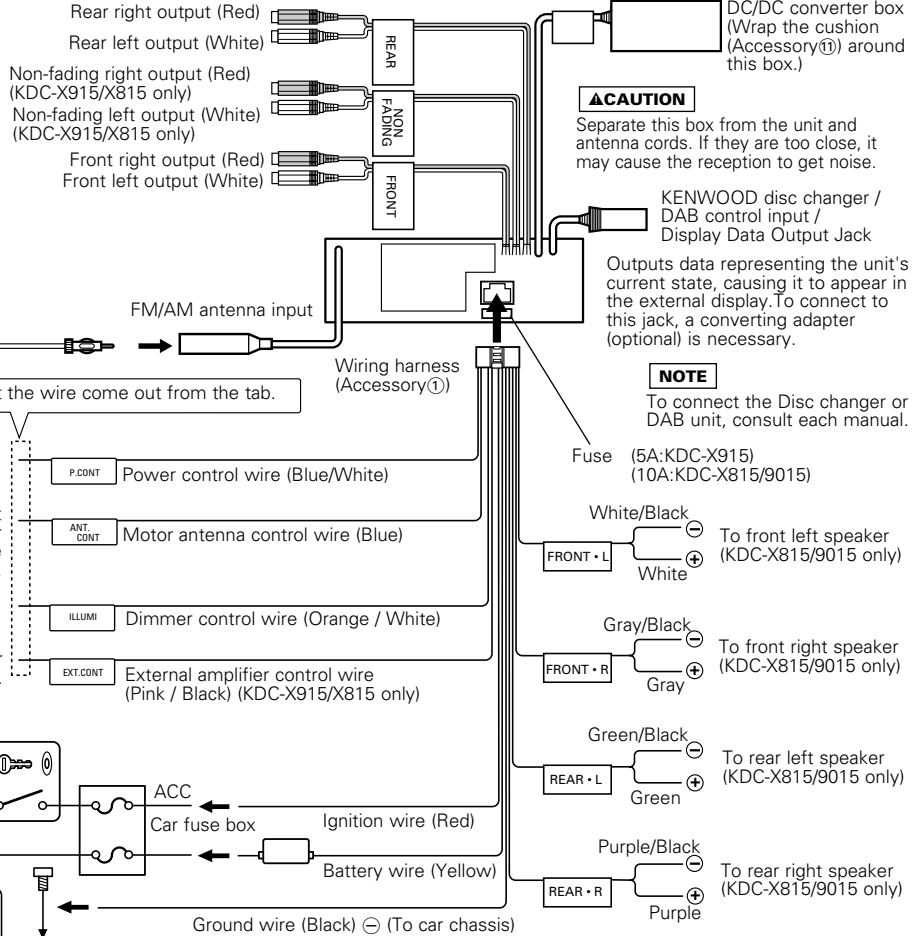 Rear right output (Red)
Rear left output (White)
REAR
Non-fading right output (Red)
(KDC-X915/X815 only)
Non-fading left output (White)
(KDC-X915/X815 only)
NON
FADING
Front right output (Red)
Front left output (White)
FRONT
DC/DC converter box
(Wrap the cushion
(Accessory⑪) around
this box.)
▲CAUTION
Separate this box from the unit and
antenna cords. If they are too close, it
may cause the reception to get noise.
KENWOOD disc changer /
DAB control input /
Display Data Output Jack
Outputs data representing the unit's
current state, causing it to appear in
the external display.To connect to
this jack, a converting adapter
(optional) is necessary.
NOTE
To connect the Disc changer or
DAB unit, consult each manual.
FM/AM antenna input
Wiring harness
(Accessory①)
Fuse (5A:KDC-X915)
(10A:KDC-X815/9015)
the wire come out from the tab.
P.CONT
Power control wire (Blue/White)
ANT.
CONT
Motor antenna control wire (Blue)
ILLUMI
Dimmer control wire (Orange / White)
EXT.CONT
External amplifier control wire
(Pink / Black) (KDC-X915/X815 only)
White/Black
⊖
FRONT • L
⊕
White
To front left speaker
(KDC-X815/9015 only)
Gray/Black
⊖
FRONT • R
⊕
Gray
To front right speaker
(KDC-X815/9015 only)
Green/Black
⊖
REAR • L
⊕
Green
To rear left speaker
(KDC-X815/9015 only)
Purple/Black
⊖
REAR • R
⊕
Purple
To rear right speaker
(KDC-X815/9015 only)
ACC
Car fuse box
Ignition wire (Red)
Battery wire (Yellow)
Ground wire (Black) ⊖ (To car chassis)